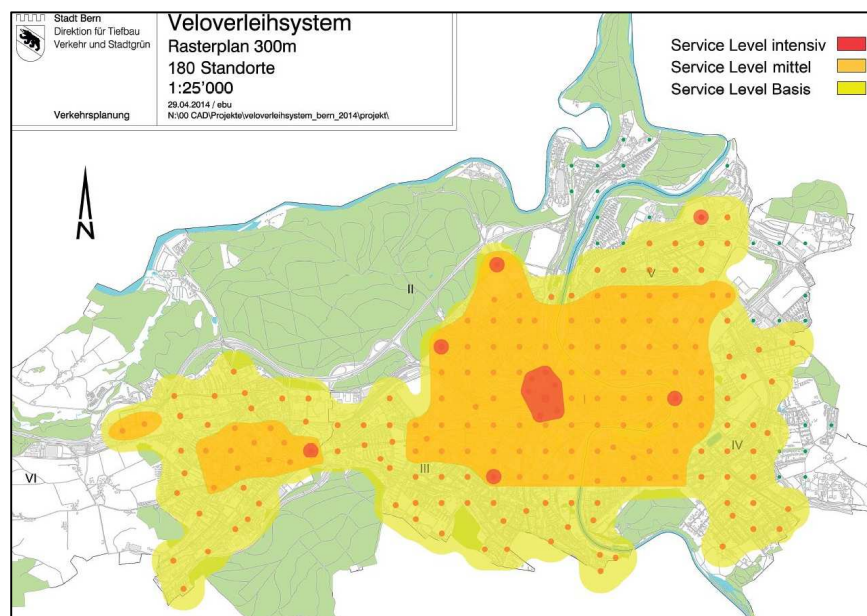 Stadt Bern
Direktion für Tiefbau
Verkehr und Stadtgrün
Verkehrsplanung
Veloverleihsystem
Rasterplan 300m
180 Standorte
1:25'000
29.04.2014 / ebu
N:\00 CAD\Projekte\veloverleihsystem_bern_2014\projekt\
Service Level intensiv
Service Level mittel
Service Level Basis
N
II
V
I
III
IV
VI